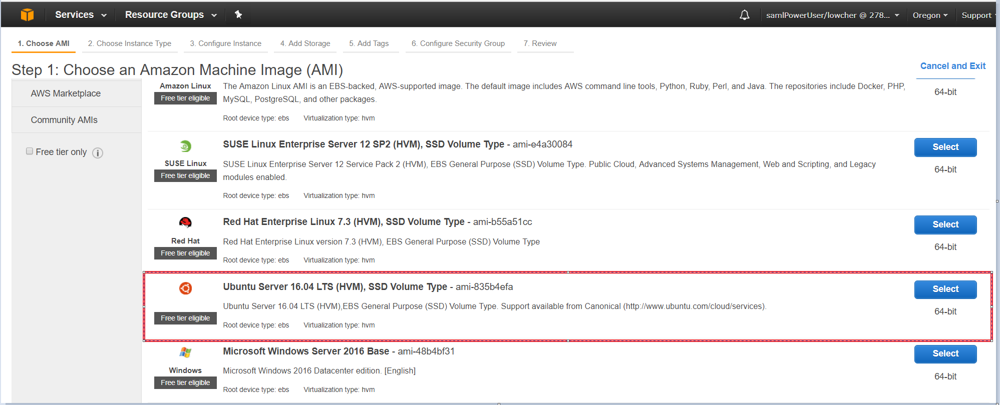 Services Resource Groups samlPowerUser/lowcher @ 278... Oregon Support
1. Choose AMI 2. Choose Instance Type 3. Configure Instance 4. Add Storage 5. Add Tags 6. Configure Security Group 7. Review
Step 1: Choose an Amazon Machine Image (AMI)
Cancel and Exit
AWS Marketplace
Community AMIs
Free tier only
Amazon Linux
Free tier eligible
The Amazon Linux AMI is an EBS-backed, AWS-supported image. The default image includes AWS command line tools, Python, Ruby, Perl, and Java. The repositories include Docker, PHP,
MySQL, PostgreSQL, and other packages.
Root device type: ebs Virtualization type: hvm
64-bit
SUSE Linux
Free tier eligible
SUSE Linux Enterprise Server 12 SP2 (HVM), SSD Volume Type - ami-e4a30084
SUSE Linux Enterprise Server 12 Service Pack 2 (HVM), EBS General Purpose (SSD) Volume Type. Public Cloud, Advanced Systems Management, Web and Scripting, and Legacy
modules enabled.
Root device type: ebs Virtualization type: hvm
Select
64-bit
Red Hat
Free tier eligible
Red Hat Enterprise Linux 7.3 (HVM), SSD Volume Type - ami-b55a51cc
Red Hat Enterprise Linux version 7.3 (HVM), EBS General Purpose (SSD) Volume Type
Root device type: ebs Virtualization type: hvm
Select
64-bit
Free tier eligible
Ubuntu Server 16.04 LTS (HVM), SSD Volume Type - ami-835b4efa
Ubuntu Server 16.04 LTS (HVM),EBS General Purpose (SSD) Volume Type. Support available from Canonical (http://www.ubuntu.com/cloud/services).
Root device type: ebs Virtualization type: hvm
Select
64-bit
Windows
Free tier eligible
Microsoft Windows Server 2016 Base - ami-48b4bf31
Microsoft Windows 2016 Datacenter edition. [English]
Root device type: ebs Virtualization type: hvm
Select
64-bit